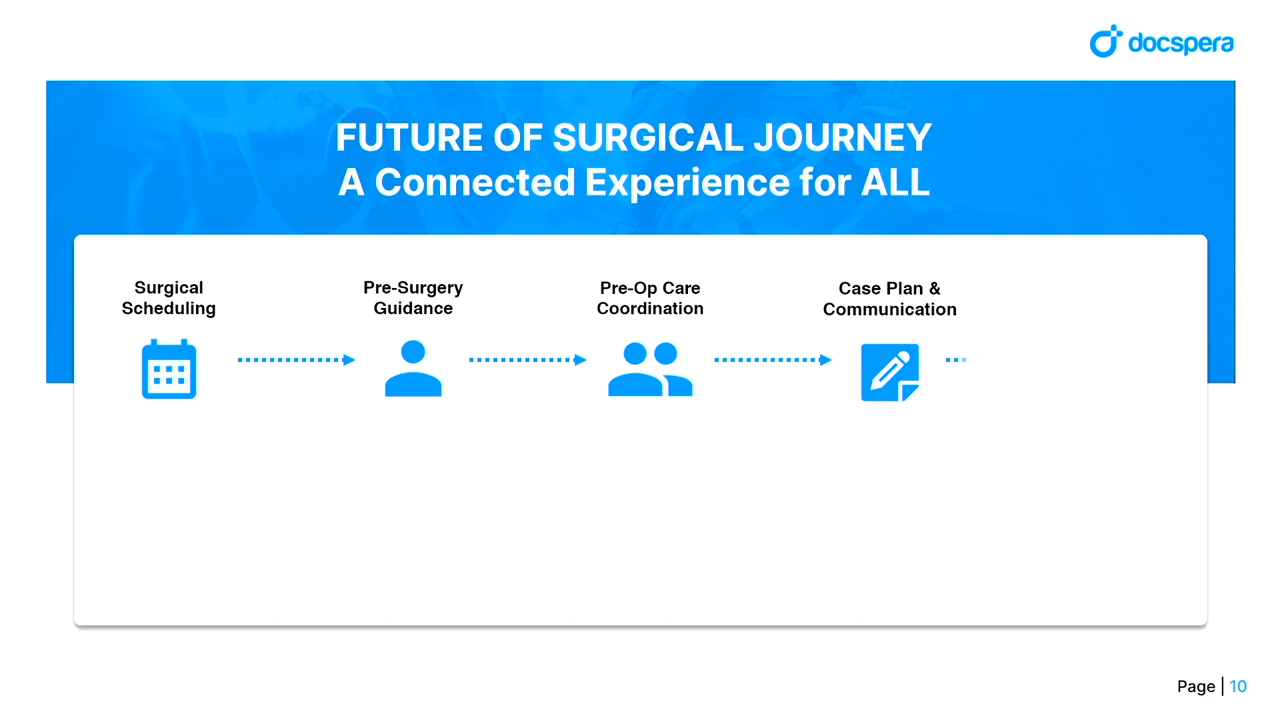 docspera
FUTURE OF SURGICAL JOURNEY
A Connected Experience for ALL
Surgical
Scheduling
Pre-Surgery
Guidance
Pre-Op Care
Coordination
Case Plan &
Communication
Page | 10